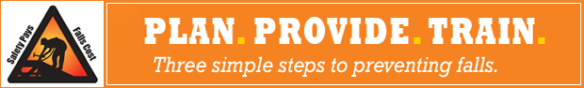 Safety Pays
Falls Cost
PLAN. PROVIDE. TRAIN.
Three simple steps to preventing falls.